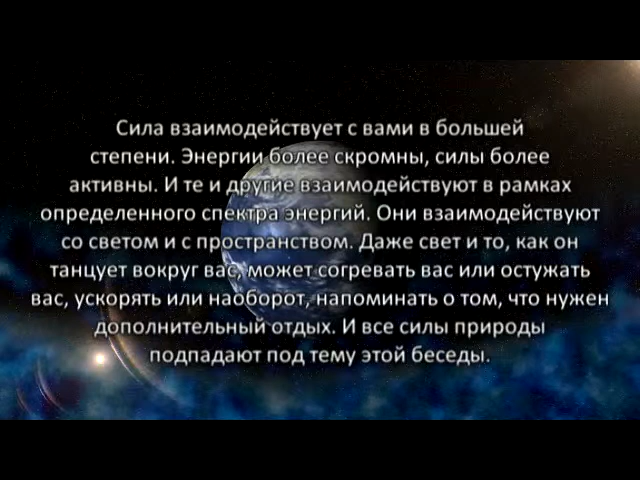 Сила взаимодействует с вами в большей
степени. Энергии более скромны, силы более
активны. И те и другие взаимодействуют в рамках
определенного спектра энергий. Они взаимодействуют
со светом и с пространством. Даже свет и то, как он
танцует вокруг вас, может согревать вас или остужать
вас, ускорять или наоборот, напоминать о том, что нужен
дополнительный отдых. И все силы природы
подпадают под тему этой беседы.